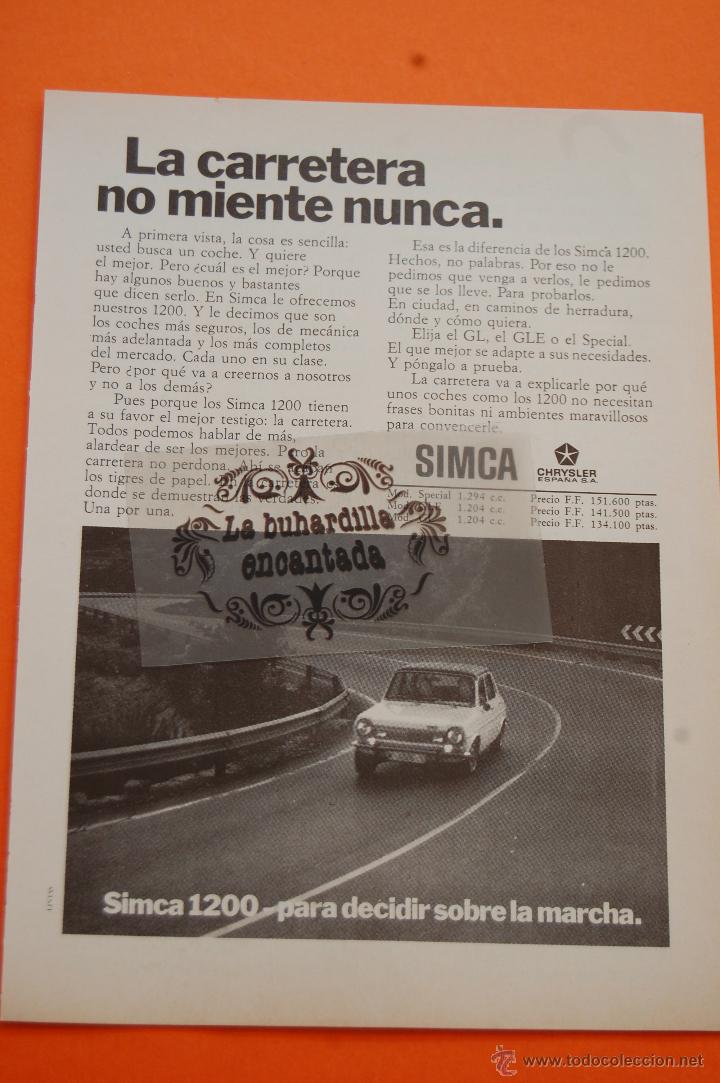 La carretera
no miente nunca.
A primera vista, la cosa es sencilla:
usted busca un coche. Y quiere
el mejor. Pero ¿cuál es el mejor? Porque
hay algunos buenos y bastantes
que dicen serlo. En Simca le ofrecemos
nuestros 1200. Y le decimos que son
los coches más seguros, los de mecánica
más adelantada y los más completos
del mercado. Cada uno en su clase.
Pero ¿por qué va a creernos a nosotros
y no a los demás?
Pues porque los Simca 1200 tienen
a su favor el mejor testigo: la carretera.
Todos podemos hablar de más,
alardear de ser los mejores. Pero la
carretera no perdona. Ahí se
los tigres de papel. carretera
donde se demuestran las verdades.
Una por una.
Esa es la diferencia de los Simca 1200.
Hechos, no palabras. Por eso no le
pedimos que venga a verlos, le pedimos
que se los lleve. Para probarlos.
En ciudad, en caminos de herradura,
dónde y cómo quiera.
Elija el GL, el GLE o el Special.
El que mejor se adapte a sus necesidades.
Y póngalo a prueba.
La carretera va a explicarle por qué
unos coches como los 1200 no necesitan
frases bonitas ni ambientes maravillosos
para convencerle.
SIMCA
CHRYSLER
ESPAÑA S.A.
Mod. Special 1.294 c.c. Precio F.F. 151.600 ptas.
1.204 c.c. Precio F.F. 141.500 ptas.
1.204 c.c. Precio F.F. 134.100 ptas.
La buhardilla
encantada
Simca 1200 - para decidir sobre la marcha.
www.todocoleccion.net